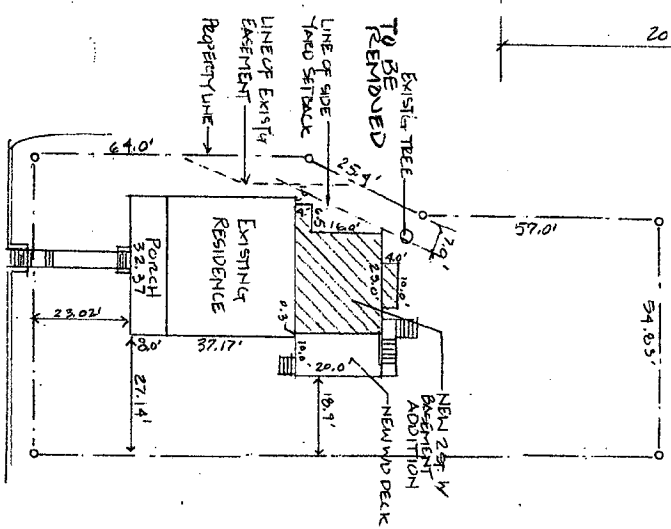 20
TO BE
REMOVED
EXIST'G TREE
LINE OF SIDE
YARD SETBACK
LINE OF EXIST'G
EASEMENT
PROPERTY LINE
64.0'
25.9'
7.9'
57.0'
54.83'
6.5'
16.0'
4.0'
10.0'
23.0'
EXISTING
RESIDENCE
PORCH
32.37
23.02'
8.0'
37.17'
0.3'
10.0'
20.0'
27.14'
18.9'
NEW 2 ST. W/
BASEMENT
ADDITION
NEW WD DECK